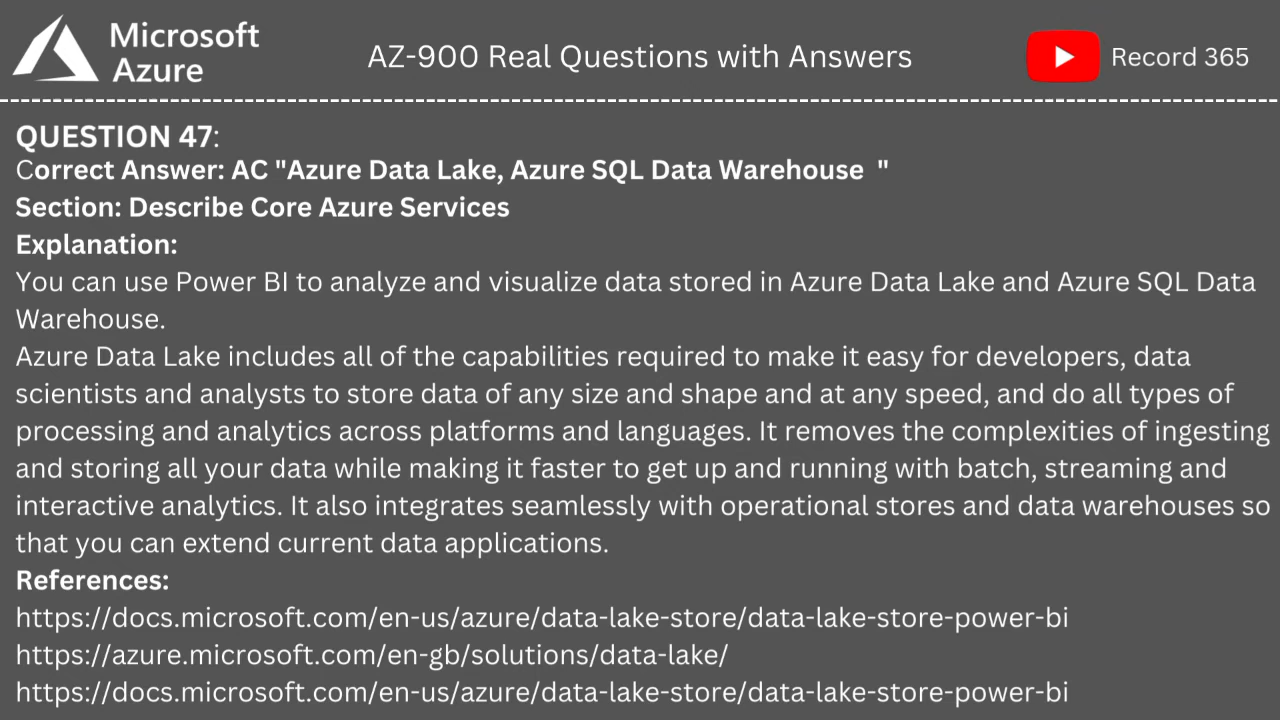 Microsoft
Azure
AZ-900 Real Questions with Answers
Record 365
QUESTION 47:
Correct Answer: AC "Azure Data Lake, Azure SQL Data Warehouse  "
Section: Describe Core Azure Services
Explanation:
You can use Power BI to analyze and visualize data stored in Azure Data Lake and Azure SQL Data
Warehouse.
Azure Data Lake includes all of the capabilities required to make it easy for developers, data
scientists and analysts to store data of any size and shape and at any speed, and do all types of
processing and analytics across platforms and languages. It removes the complexities of ingesting
and storing all your data while making it faster to get up and running with batch, streaming and
interactive analytics. It also integrates seamlessly with operational stores and data warehouses so
that you can extend current data applications.
References:
https://docs.microsoft.com/en-us/azure/data-lake-store/data-lake-store-power-bi
https://azure.microsoft.com/en-gb/solutions/data-lake/
https://docs.microsoft.com/en-us/azure/data-lake-store/data-lake-store-power-bi